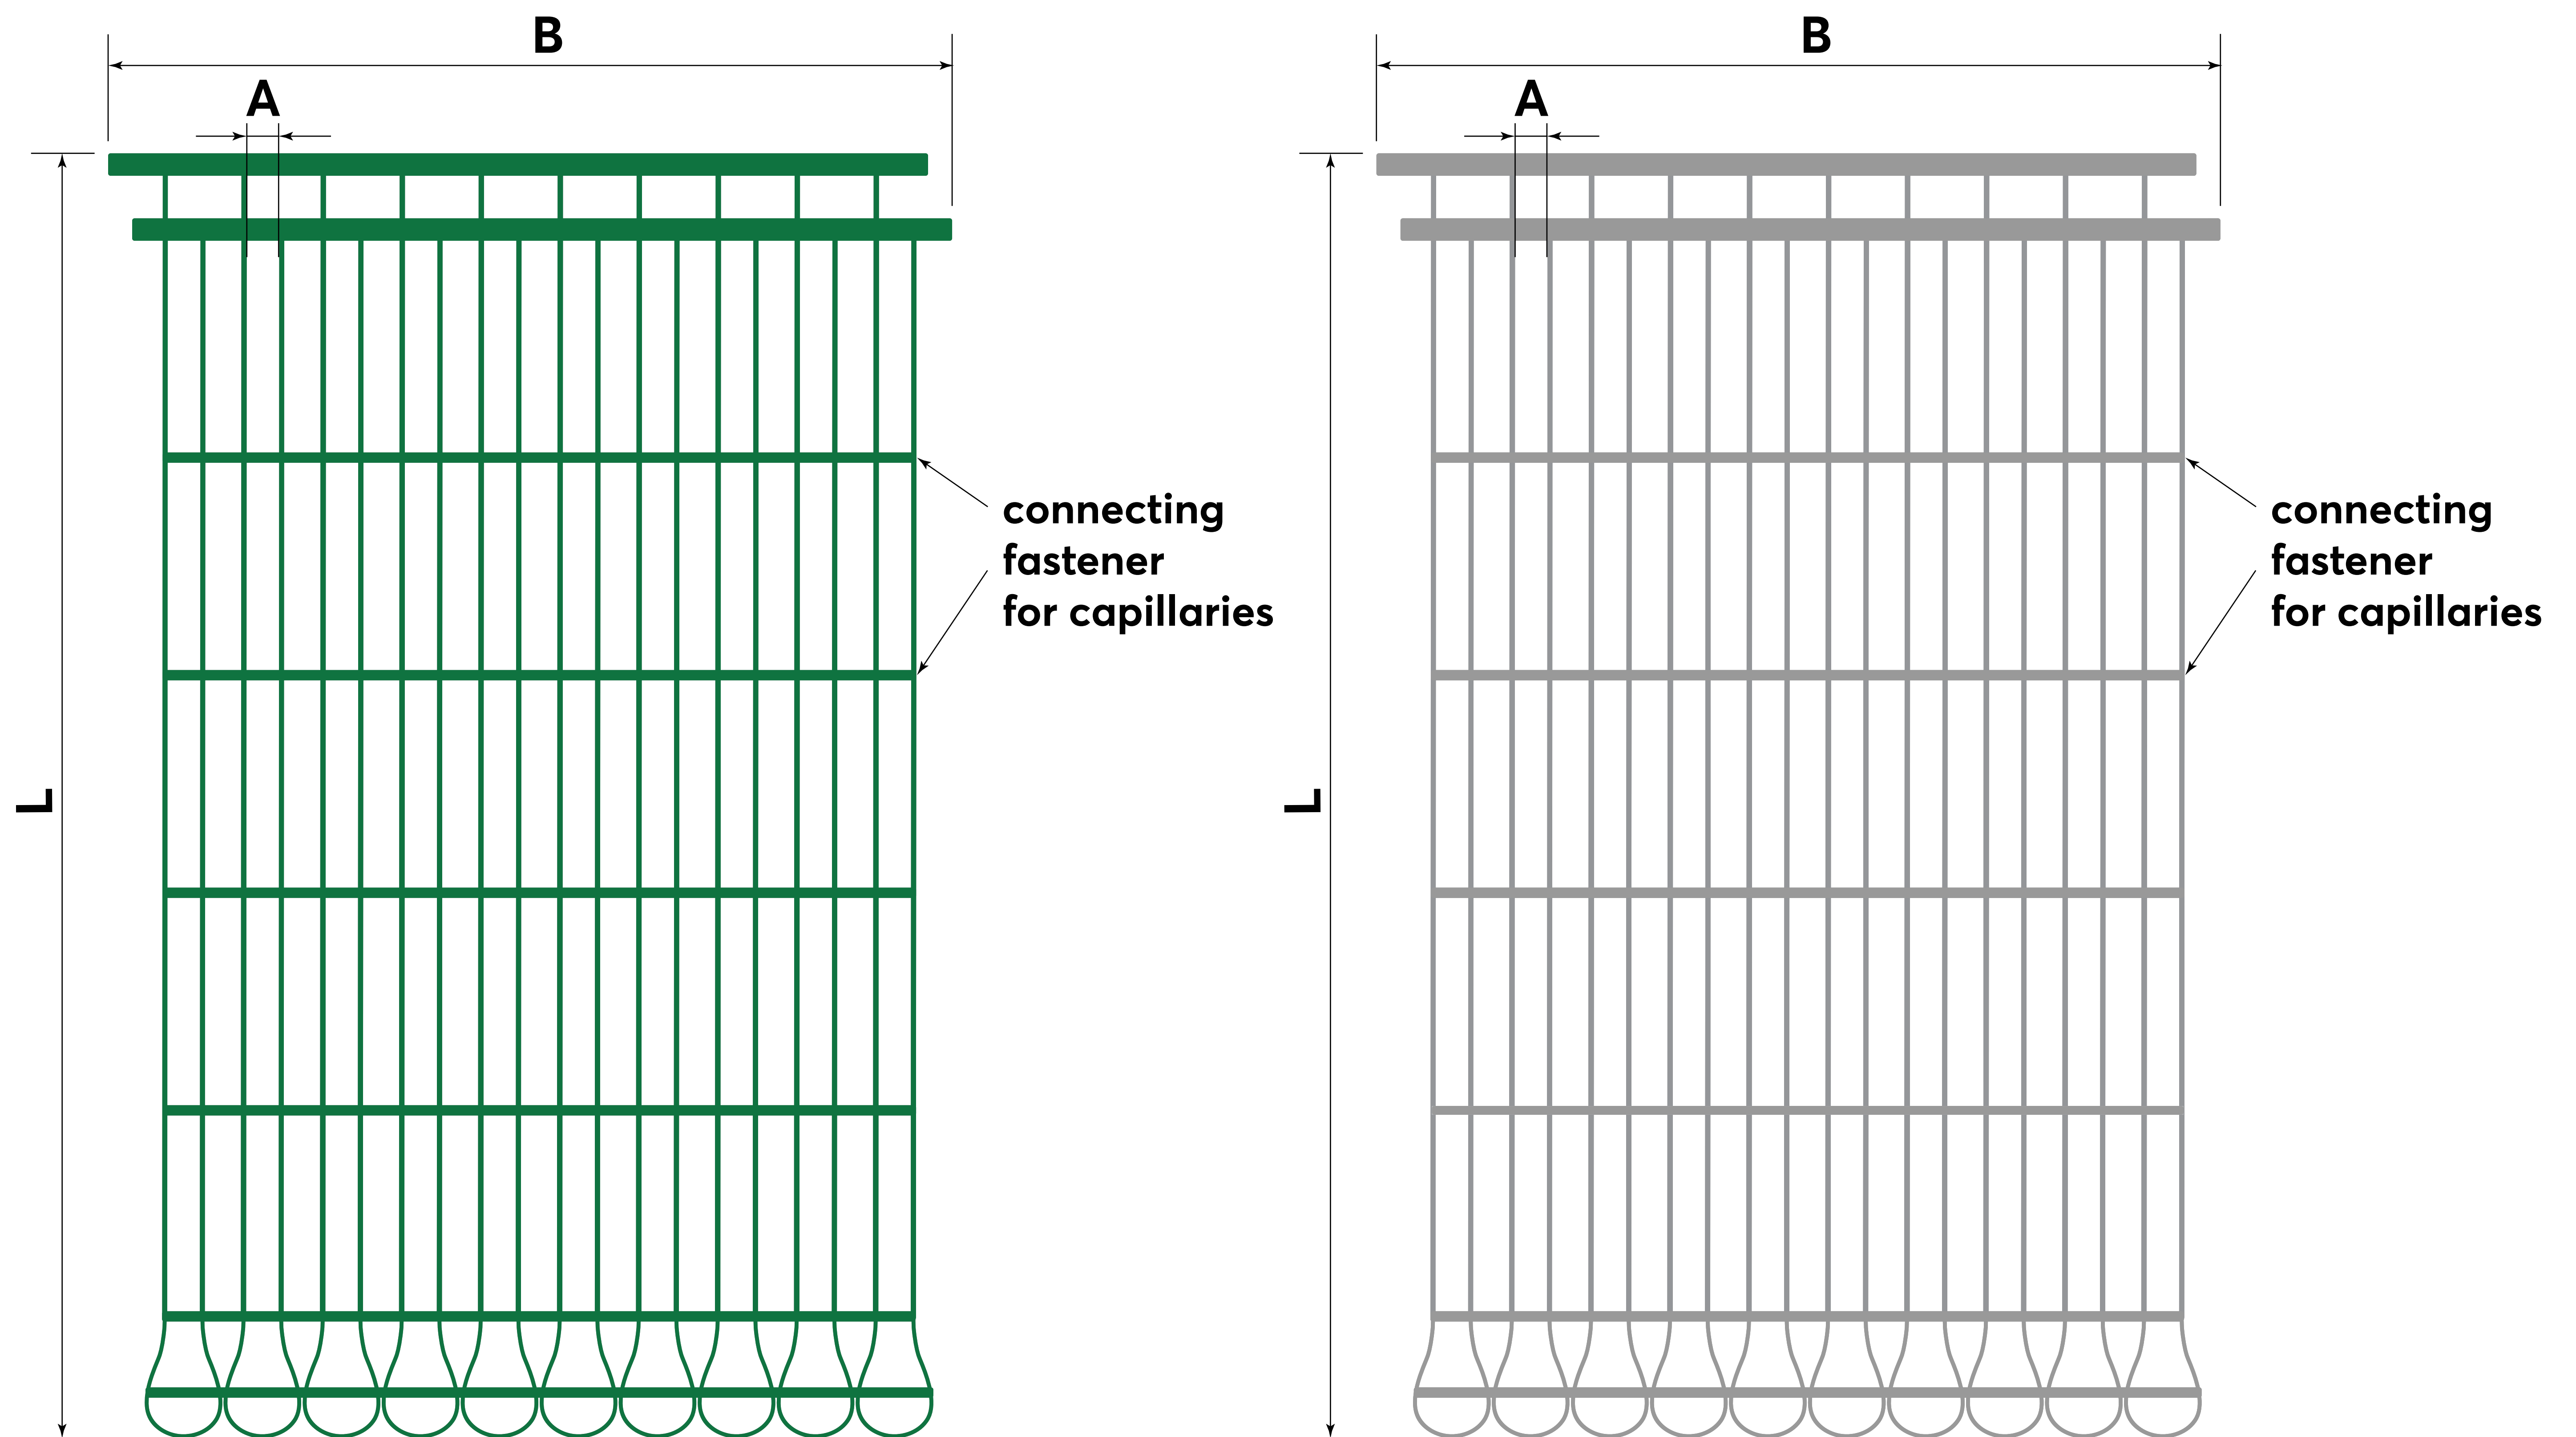 B
A
L
connecting
fastener
for capillaries
B
A
L
connecting
fastener
for capillaries